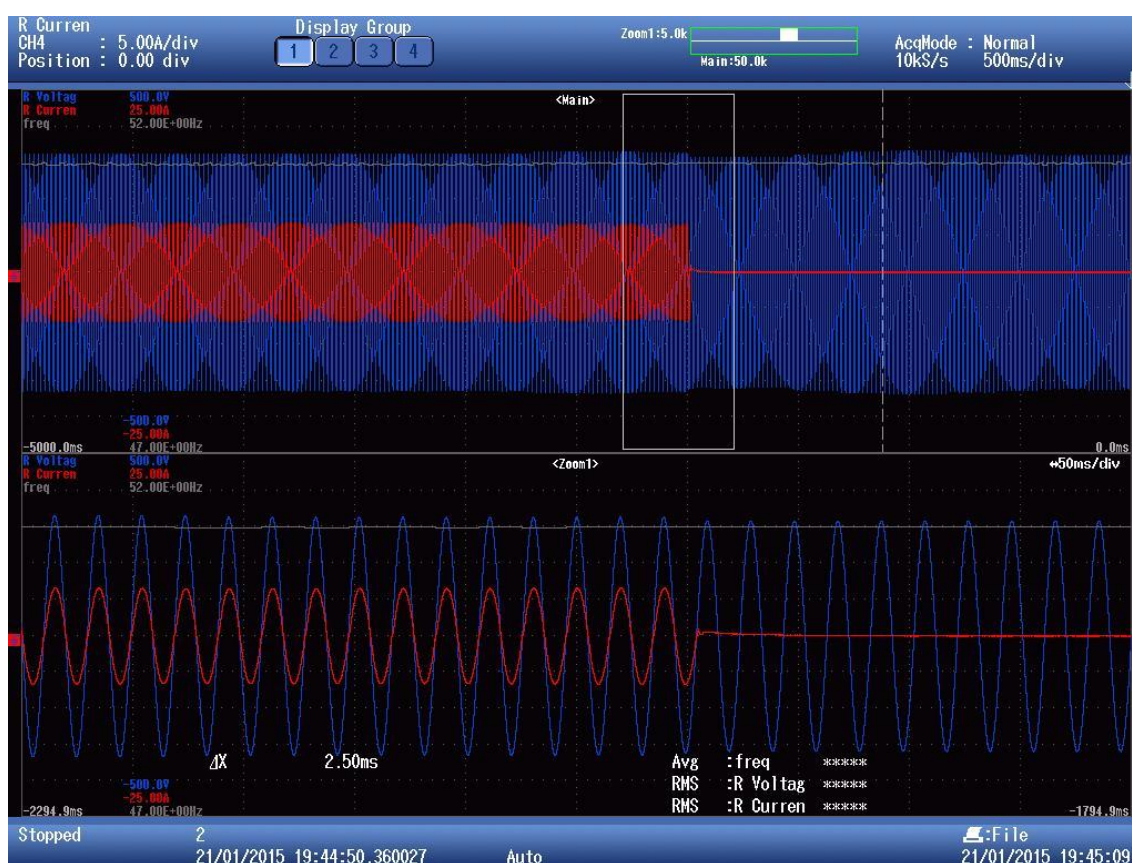 R Curren
CH4 : 5.00A/div
Position : 0.00 div
Display Group
1 2 3 4
Zoom1:5.0k
Main:50.0k
AcqMode : Normal
10kS/s 500ms/div
R Voltag 500.0V
R Curren 25.00A
freq 52.00E+00Hz
<Main>
-500.0V
-25.00A
-5000.0ms 47.00E+00Hz 0.0ms
R Voltag 500.0V
R Curren 25.00A
freq 52.00E+00Hz
<Zoom1>
↔50ms/div
ΔX 2.50ms
Avg :freq *****
RMS :R Voltag *****
RMS :R Curren *****
-500.0V
-25.00A
-2294.9ms 47.00E+00Hz -1794.9ms
Stopped 2 :File
21/01/2015 19:44:50.360027 Auto 21/01/2015 19:45:09